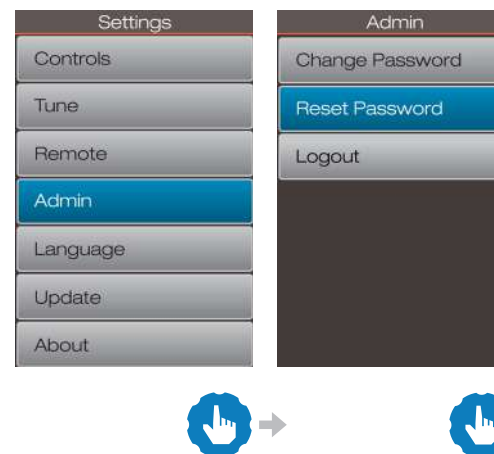 Settings
Controls
Tune
Remote
Admin
Language
Update
About
Admin
Change Password
Reset Password
Logout